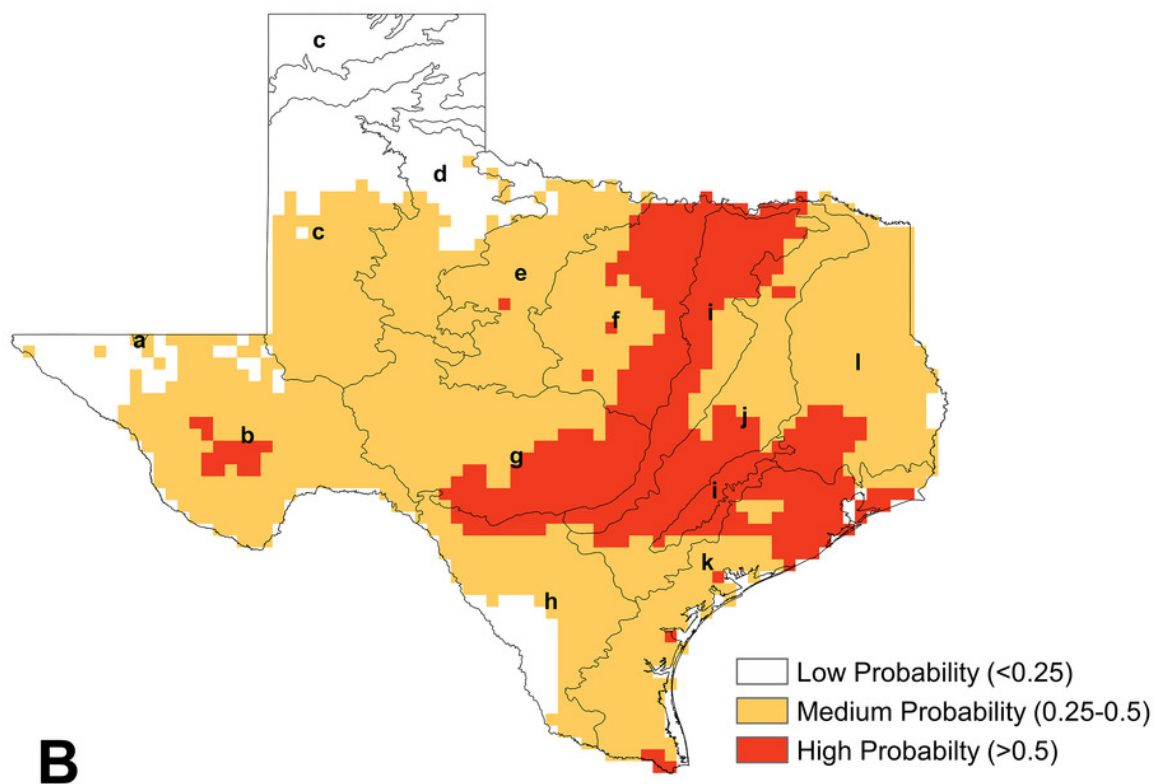 c
d
c
e
a
f
i
l
b
j
g
i
k
h
Low Probability (<0.25)
Medium Probability (0.25-0.5)
High Probabilty (>0.5)
B